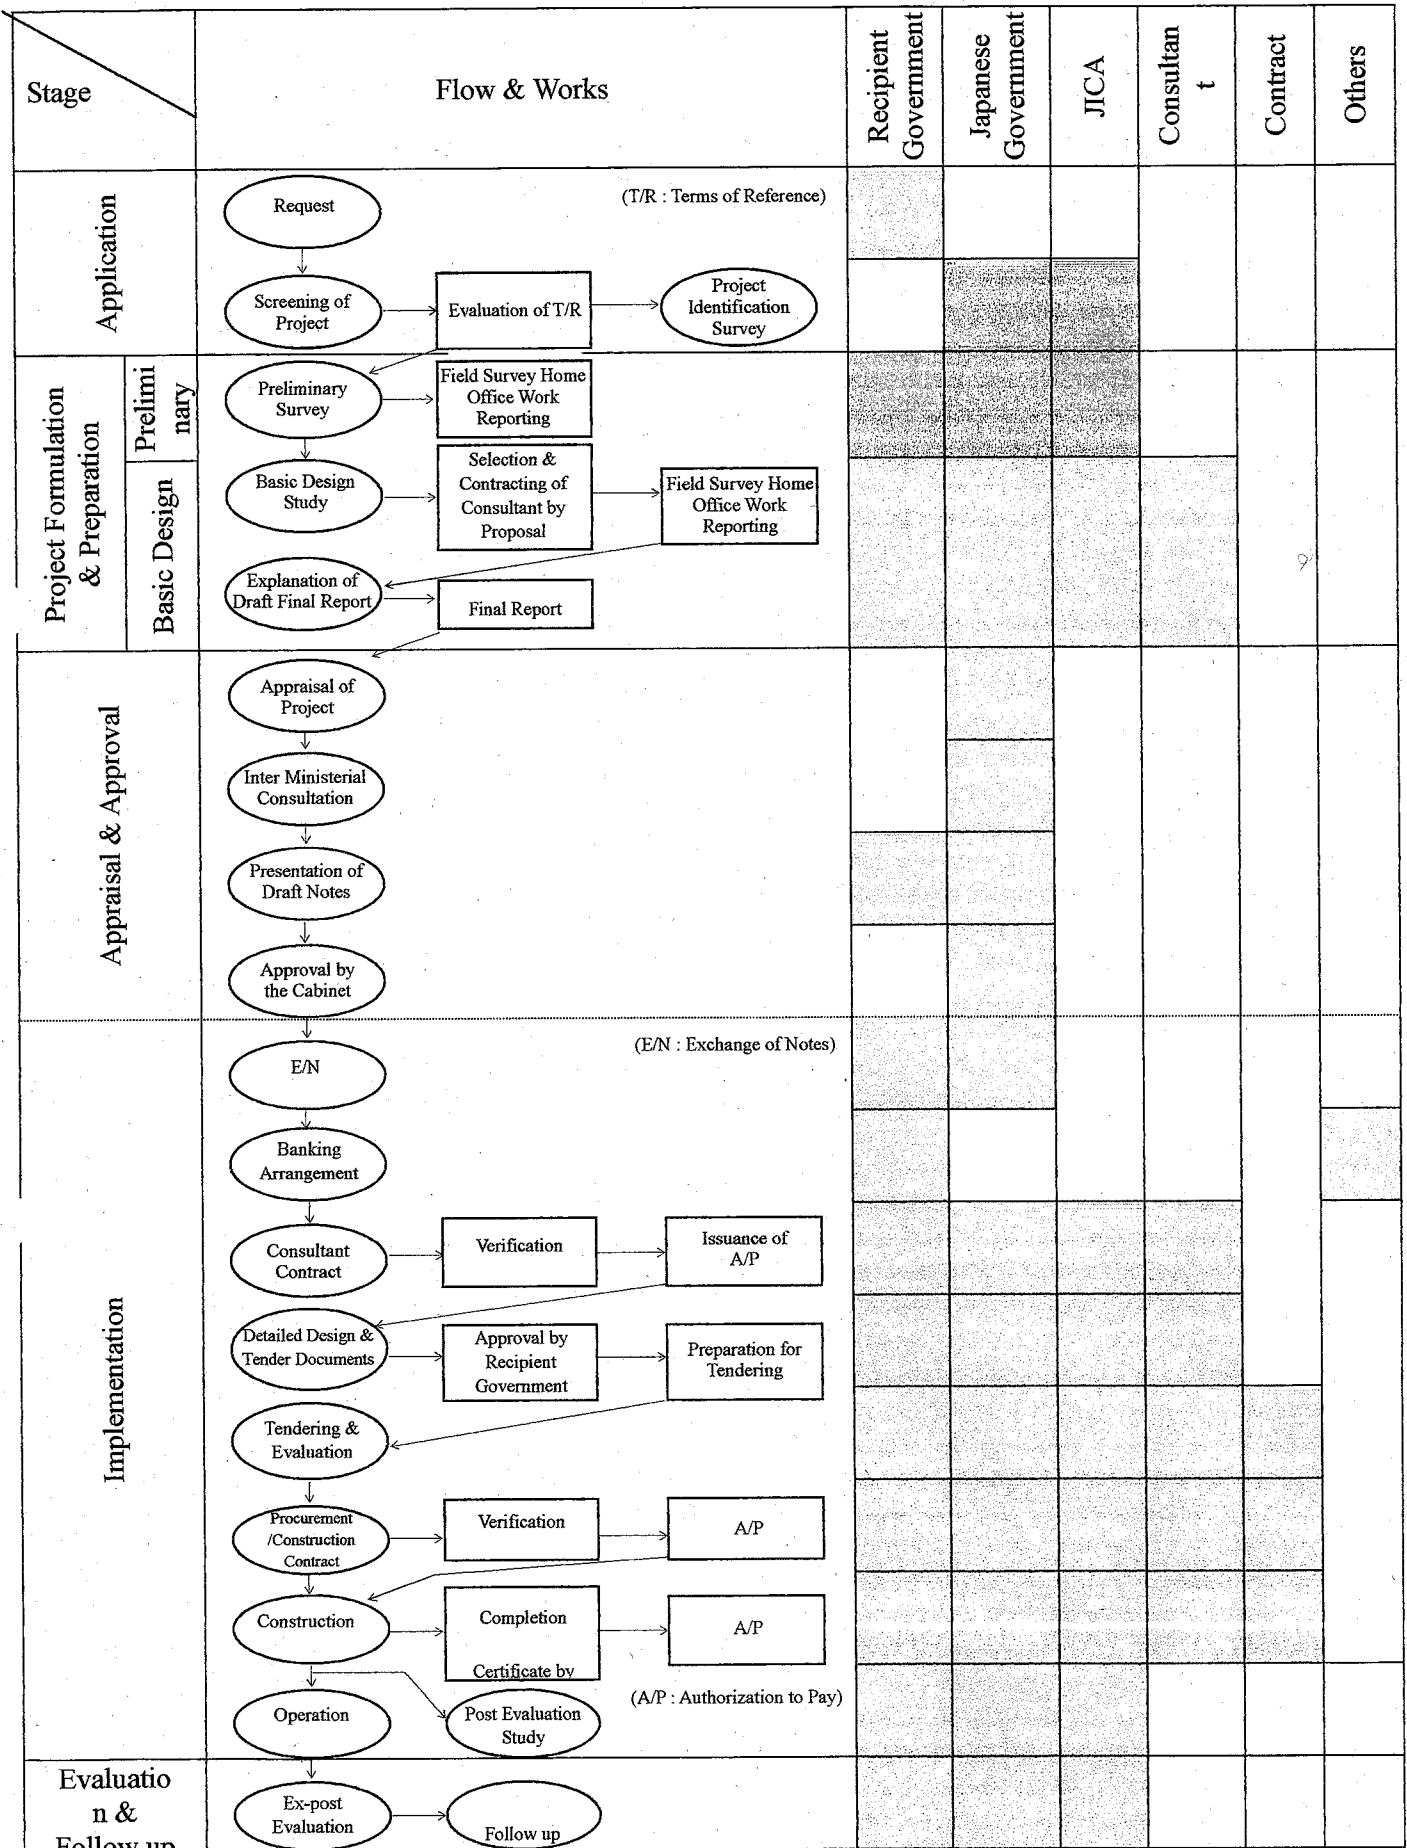 Stage
Flow & Works
Recipient
Government
Japanese
Government
JICA
Consultan
t
Contract
Others
Application
Request
(T/R : Terms of Reference)
Screening of
Project
Evaluation of T/R
Project
Identification
Survey
Project Formulation
& Preparation
Prelimi
nary
Preliminary
Survey
Field Survey Home
Office Work
Reporting
Basic Design
Basic Design
Study
Selection &
Contracting of
Consultant by
Proposal
Field Survey Home
Office Work
Reporting
Explanation of
Draft Final Report
Final Report
Appraisal & Approval
Appraisal of
Project
Inter Ministerial
Consultation
Presentation of
Draft Notes
Approval by
the Cabinet
Implementation
E/N
(E/N : Exchange of Notes)
Banking
Arrangement
Consultant
Contract
Verification
Issuance of
A/P
Detailed Design &
Tender Documents
Approval by
Recipient
Government
Preparation for
Tendering
Tendering &
Evaluation
Procurement
/Construction
Contract
Verification
A/P
Construction
Completion
Certificate by
A/P
(A/P : Authorization to Pay)
Operation
Post Evaluation
Study
Evaluatio
n &
Follow up
Ex-post
Evaluation
Follow up